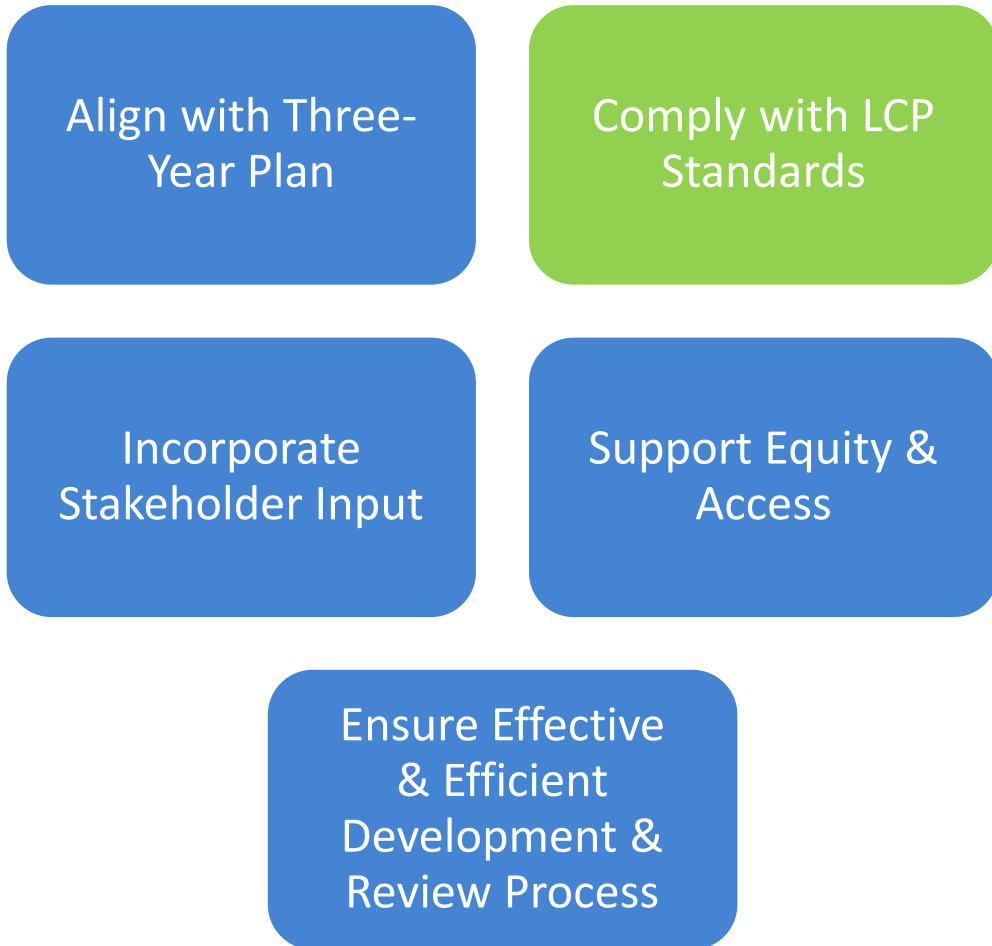 Align with Three-
Year Plan
Comply with LCP
Standards
Incorporate
Stakeholder Input
Support Equity &
Access
Ensure Effective
& Efficient
Development &
Review Process